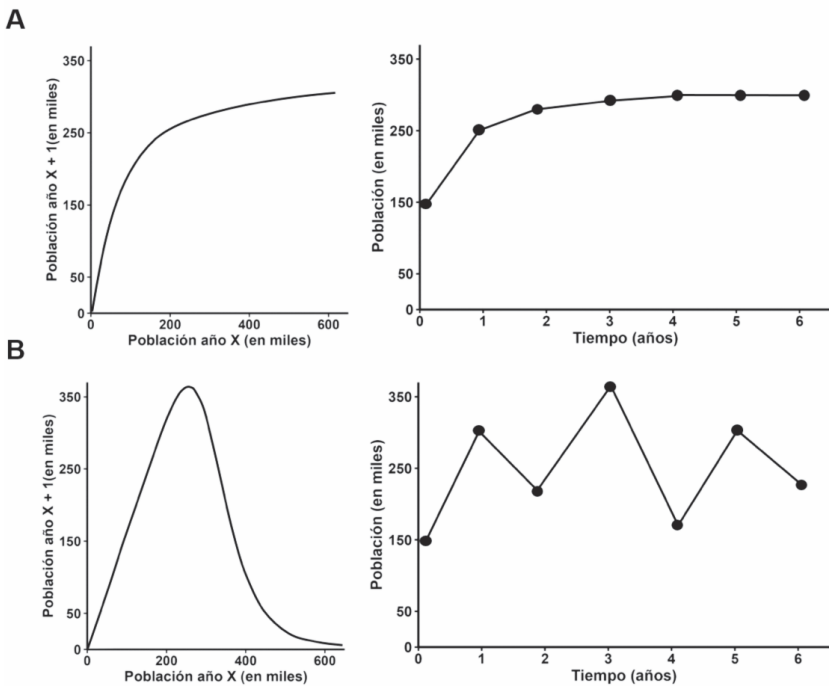 A
Población año X + 1(en miles)
350
250
150
50
0
0 200 400 600
Población año X (en miles)
Población (en miles)
350
250
150
50
0
0 1 2 3 4 5 6
Tiempo (años)
B
Población año X + 1(en miles)
350
250
150
50
0
0 200 400 600
Población año X (en miles)
Población (en miles)
350
250
150
50
0
0 1 2 3 4 5 6
Tiempo (años)